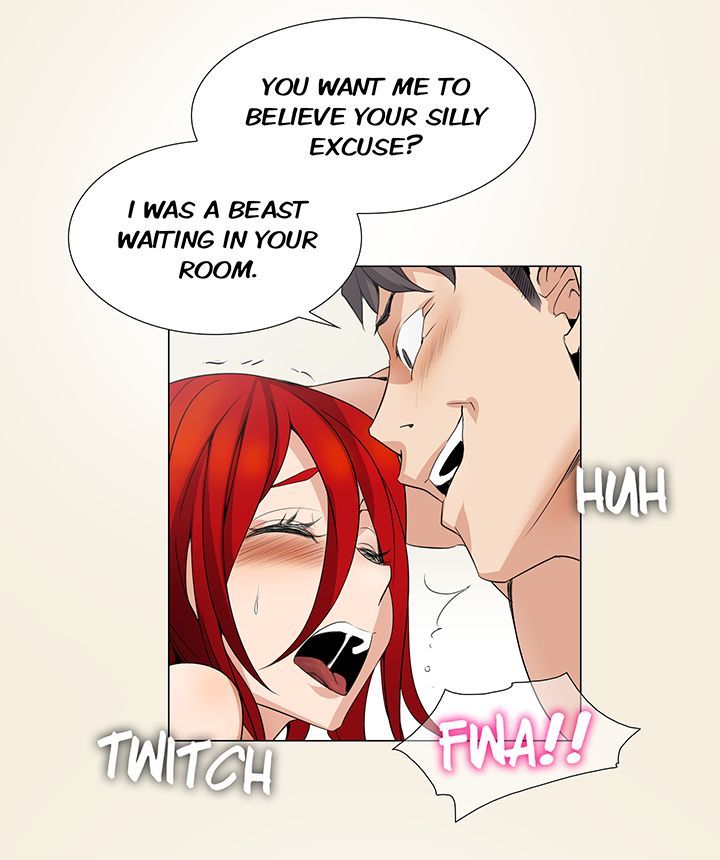 YOU WANT ME TO
BELIEVE YOUR SILLY
EXCUSE?
I WAS A BEAST
WAITING IN YOUR
ROOM.
HUH
TWITCH
FWA!!